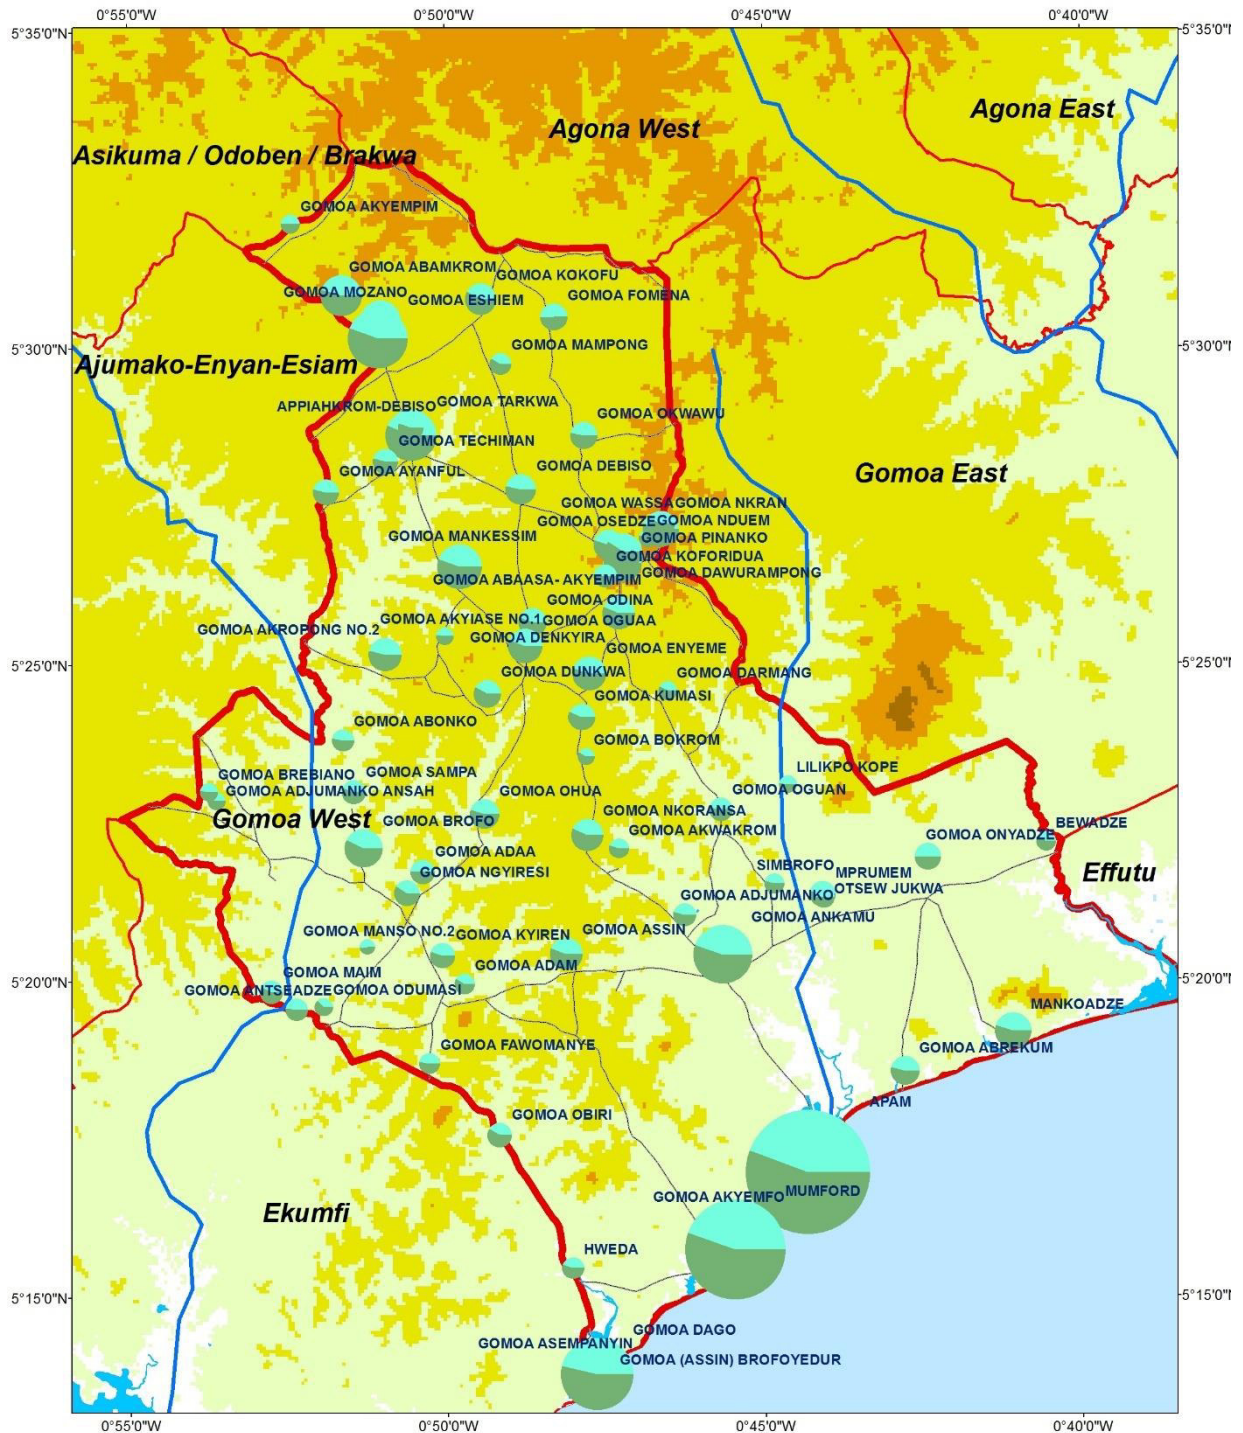 0°55'0"W 0°50'0"W 0°45'0"W 0°40'0"W
5°35'0"N
5°35'0"N
Agona East
Agona West
Asikuma / Odoben / Brakwa
GOMOA AKYEMPIM
GOMOA ABAMKROM
GOMOA KOKOFU
GOMOA MOZANO
GOMOA ESHIEM
GOMOA FOMENA
5°30'0"N
GOMOA MAMPONG
5°30'0"N
Ajumako-Enyan-Esiam
APPIAHKROM-DEBISO
GOMOA TARKWA
GOMOA OKWAWU
GOMOA TECHIMAN
GOMOA AYANFUL
GOMOA DEBISO
Gomoa East
GOMOA WASSA
GOMOA NKRAN
GOMOA OSEDZE
GOMOA NDUEM
GOMOA MANKESSIM
GOMOA PINANKO
GOMOA KOFORIDUA
GOMOA ABAASA- AKYEMPIM
GOMOA DAWURAMPONG
GOMOA ODINA
GOMOA AKYIASE NO.1
GOMOA OGUAA
GOMOA AKROPONG NO.2
GOMOA DENKYIRA
GOMOA ENYEME
5°25'0"N
5°25'0"N
GOMOA DUNKWA
GOMOA DARMANG
GOMOA KUMASI
GOMOA ABONKO
GOMOA BOKROM
LILIKPO KOPE
GOMOA BREBIANO
GOMOA SAMPA
GOMOA ADJUMANKO ANSAH
GOMOA OHUA
GOMOA OGUAN
GOMOA NKORANSA
Gomoa West
GOMOA BROFO
GOMOA AKWAKROM
BEWADZE
GOMOA ONYADZE
GOMOA ADAA
SIMBROFO
MPRUMEM
Effutu
GOMOA NGYIRESI
GOMOA ADJUMANKO
OTSEW JUKWA
GOMOA ANKAMU
GOMOA MANSO NO.2
GOMOA KYIREN
GOMOA ASSIN
GOMOA MAIM
GOMOA ADAM
5°20'0"N
5°20'0"N
GOMOA ANTSEADZE
GOMOA ODUMASI
MANKOADZE
GOMOA FAWOMANYE
GOMOA ABREKUM
APAM
GOMOA OBIRI
GOMOA AKYEMFO
MUMFORD
Ekumfi
HWEDA
5°15'0"N
5°15'0"N
GOMOA DAGO
GOMOA ASEMPANYIN
GOMOA (ASSIN) BROFOYEDUR
0°55'0"W 0°50'0"W 0°45'0"W 0°40'0"W